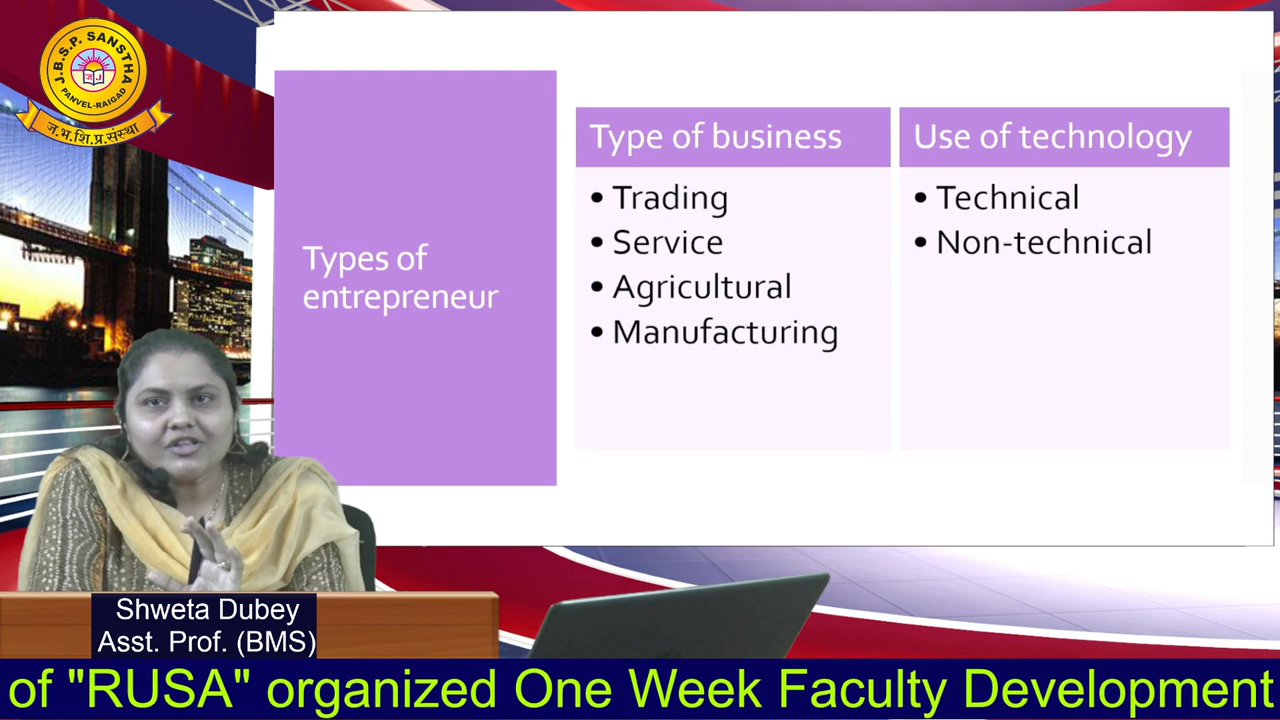 J.B.S.P. SANSTHA
PANVEL-RAIGAD
ज.भ.शि.प्र.संस्था
Types of
entrepreneur
Type of business
• Trading
• Service
• Agricultural
• Manufacturing
Use of technology
• Technical
• Non-technical
Shweta Dubey
Asst. Prof. (BMS)
of "RUSA" organized One Week Faculty Development